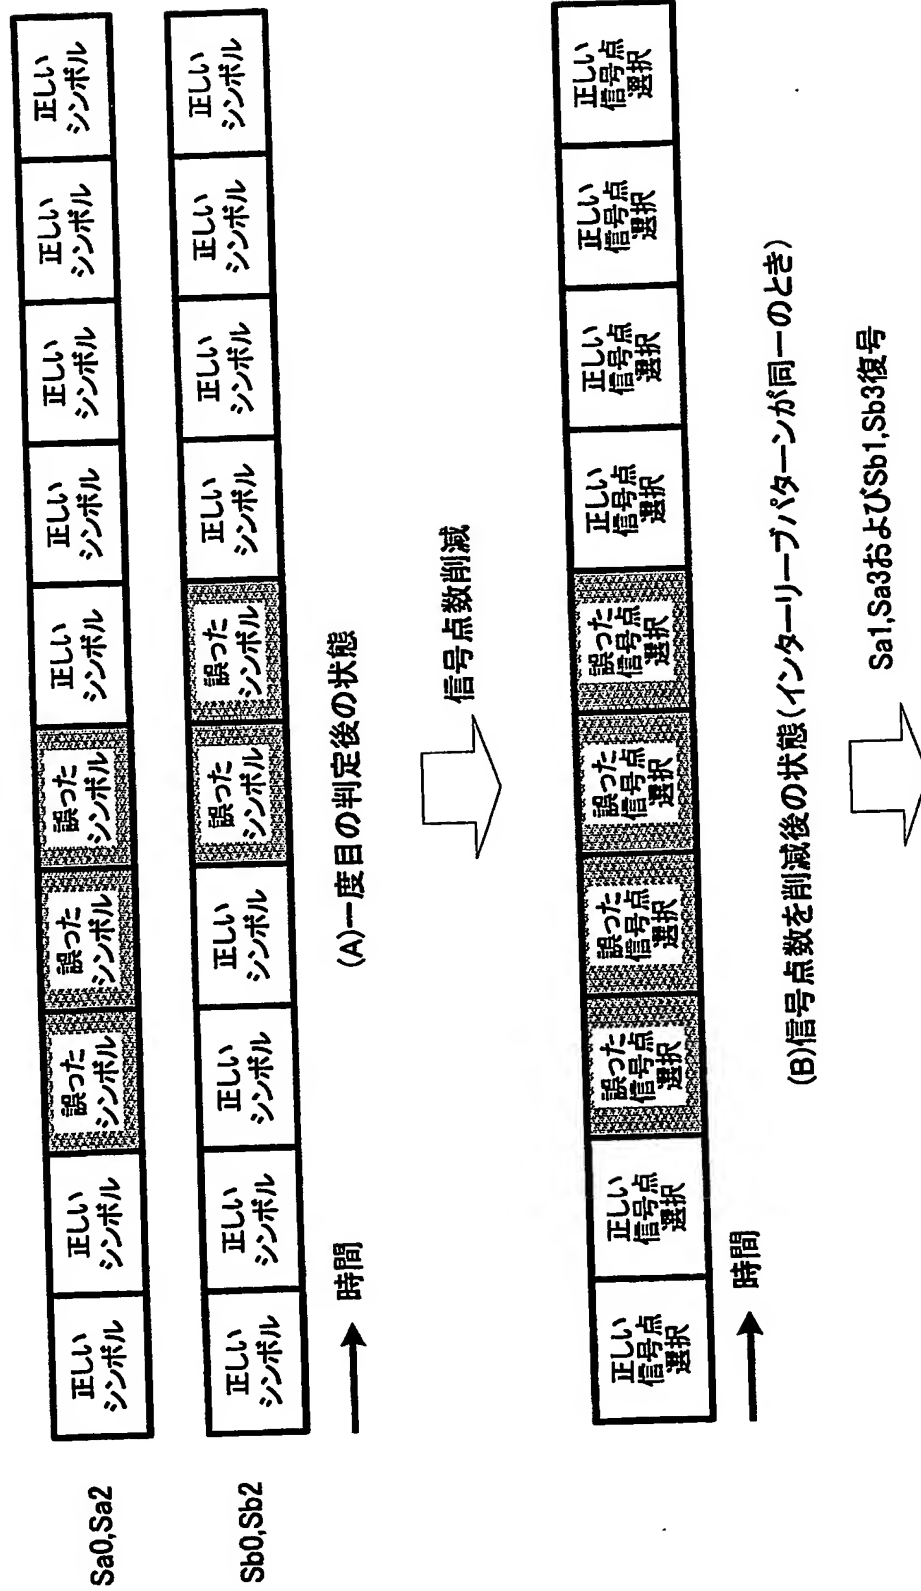 Sa0,Sa2
正しい
シンボル
正しい
シンボル
誤った
シンボル
誤った
シンボル
誤った
シンボル
正しい
シンボル
正しい
シンボル
正しい
シンボル
正しい
シンボル
正しい
シンボル
Sb0,Sb2
正しい
シンボル
正しい
シンボル
正しい
シンボル
正しい
シンボル
誤った
シンボル
誤った
シンボル
正しい
シンボル
正しい
シンボル
正しい
シンボル
正しい
シンボル
時間
(A)一度目の判定後の状態
信号点数削減
正しい
信号点
選択
正しい
信号点
選択
誤った
信号点
選択
誤った
信号点
選択
誤った
信号点
選択
誤った
信号点
選択
正しい
信号点
選択
正しい
信号点
選択
正しい
信号点
選択
正しい
信号点
選択
時間
(B)信号点数を削減後の状態(インターリーブパターンが同一のとき)
Sa1,Sa3およびSb1,Sb3復号